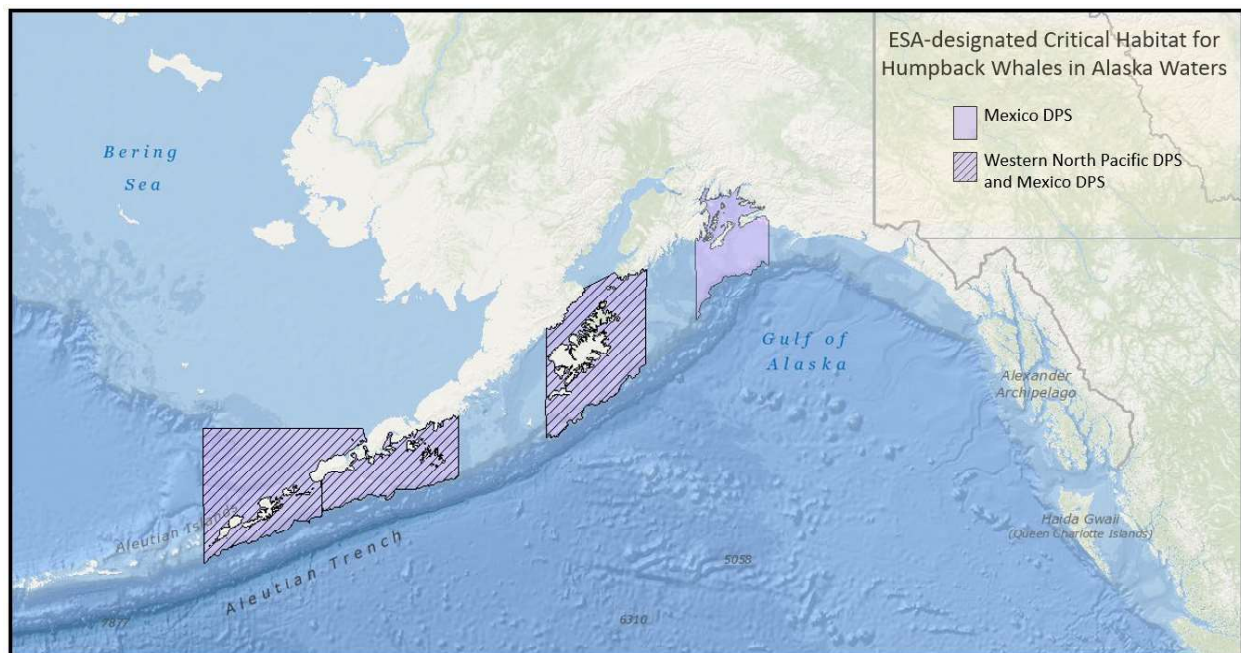 ESA-designated Critical Habitat for
Humpback Whales in Alaska Waters
Mexico DPS
Western North Pacific DPS
and Mexico DPS
Bering
Sea
Gulf of
Alaska
Alexander
Archipelago
Haida Gwaii
(Queen Charlotte Islands)
Aleutian Islands
Aleutian Trench
5058
7877
6310